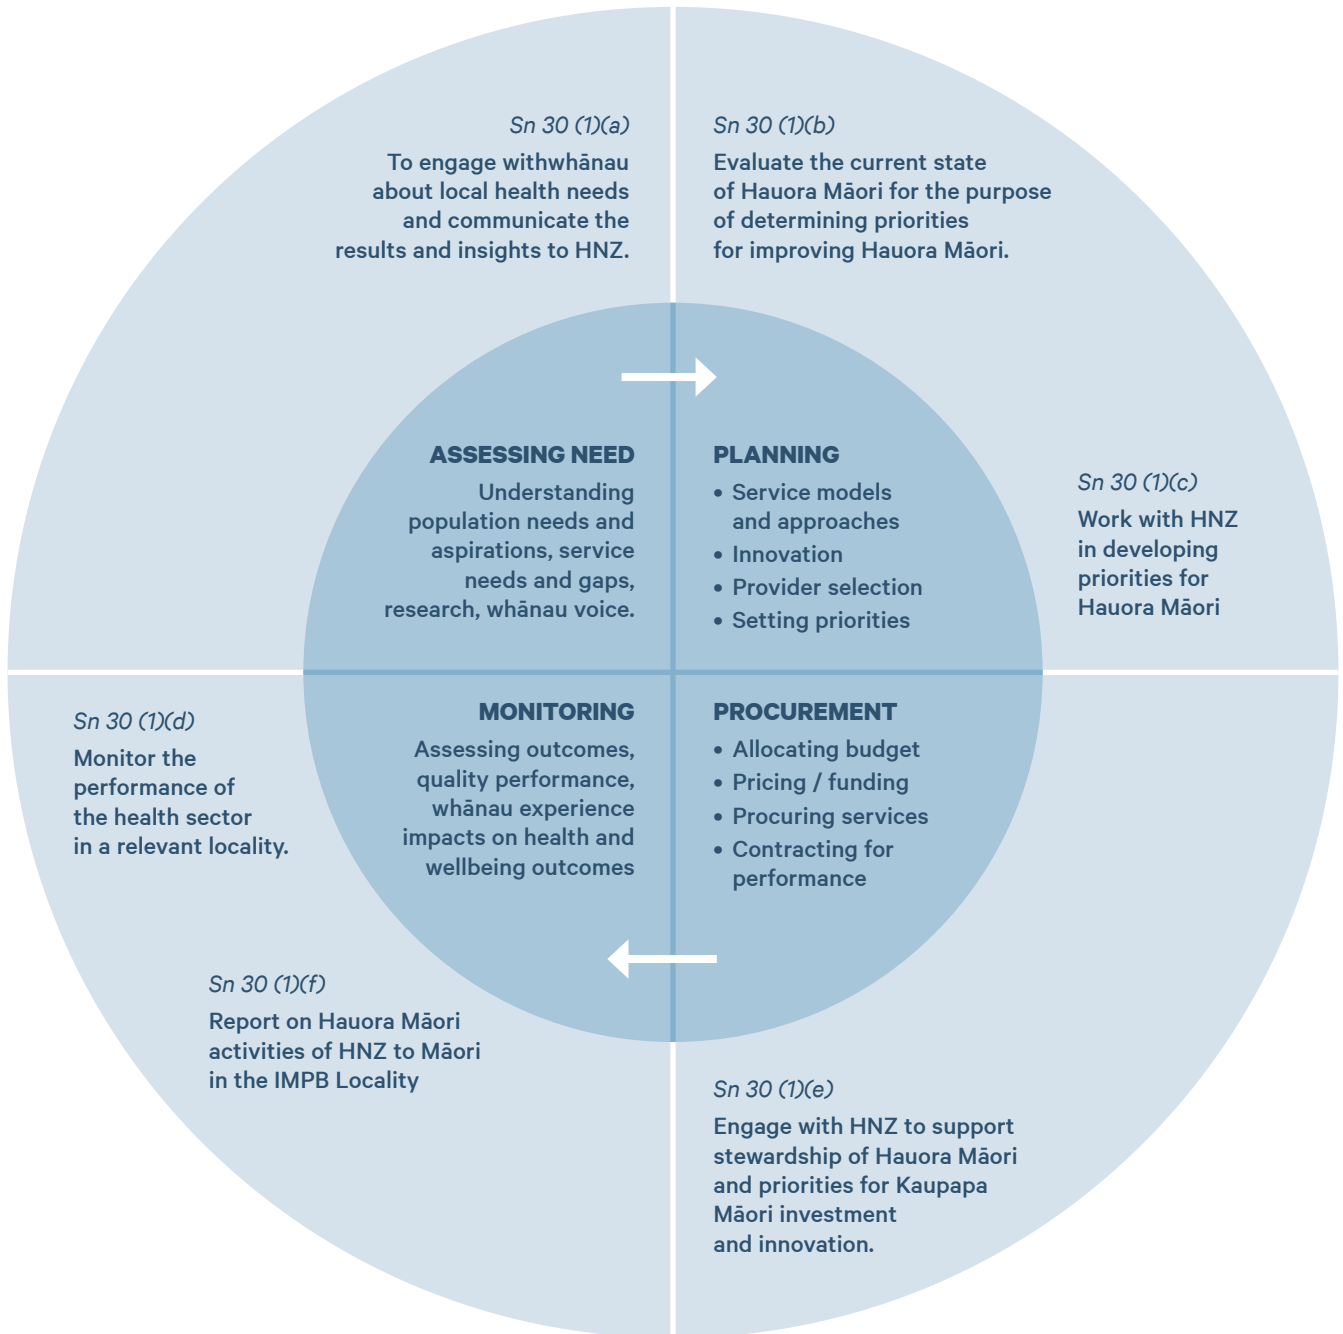 Sn 30 (1)(a)
To engage withwhānau
about local health needs
and communicate the
results and insights to HNZ.
Sn 30 (1)(b)
Evaluate the current state
of Hauora Māori for the purpose
of determining priorities
for improving Hauora Māori.
ASSESSING NEED
Understanding
population needs and
aspirations, service
needs and gaps,
research, whānau voice.
PLANNING
• Service models
and approaches
• Innovation
• Provider selection
• Setting priorities
Sn 30 (1)(c)
Work with HNZ
in developing
priorities for
Hauora Māori
Sn 30 (1)(d)
Monitor the
performance of
the health sector
in a relevant locality.
MONITORING
Assessing outcomes,
quality performance,
whānau experience
impacts on health and
wellbeing outcomes
PROCUREMENT
• Allocating budget
• Pricing / funding
• Procuring services
• Contracting for
performance
Sn 30 (1)(f)
Report on Hauora Māori
activities of HNZ to Māori
in the IMPB Locality
Sn 30 (1)(e)
Engage with HNZ to support
stewardship of Hauora Māori
and priorities for Kaupapa
Māori investment
and innovation.